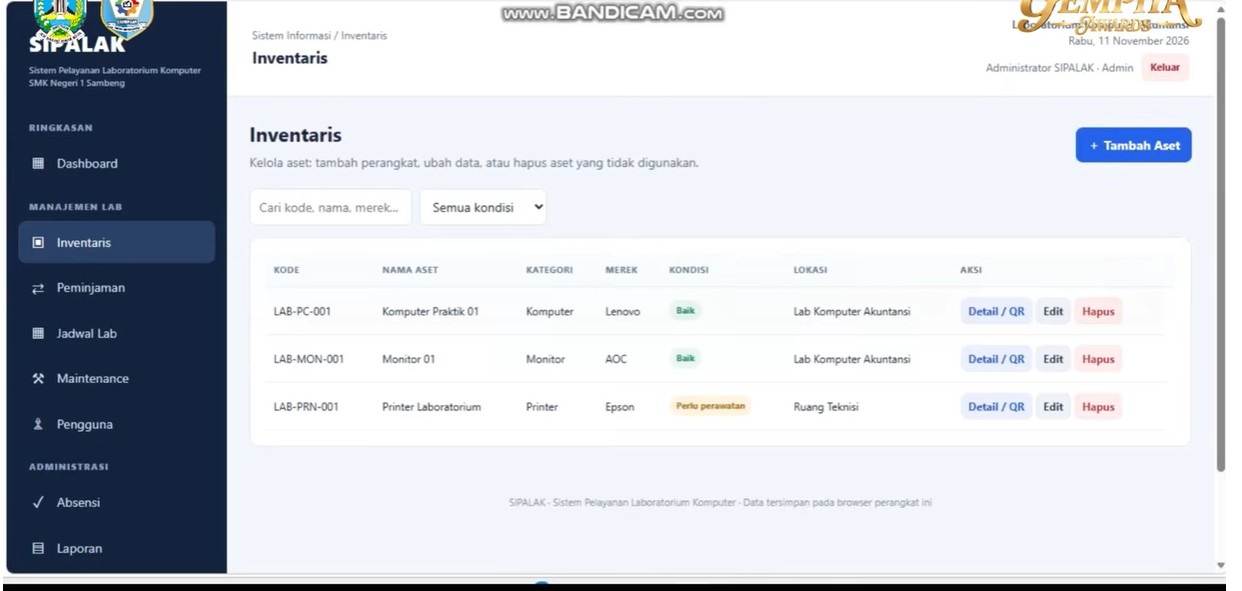 www.BANDICAM.com
GEMPITA
AWARDS
SIPALAK
Sistem Pelayanan Laboratorium Komputer
SMK Negeri 1 Sambeng
RINGKASAN
Dashboard
MANAJEMEN LAB
Inventaris
Peminjaman
Jadwal Lab
Maintenance
Pengguna
ADMINISTRASI
Absensi
Laporan
Sistem Informasi / Inventaris
Inventaris
Laboratorium Komputer Akuntansi
Rabu, 11 November 2026
Administrator SIPALAK - Admin Keluar
Inventaris
+ Tambah Aset
Kelola aset: tambah perangkat, ubah data, atau hapus aset yang tidak digunakan.
Cari kode, nama, merek... Semua kondisi
KODE NAMA ASET KATEGORI MEREK KONDISI LOKASI AKSI
LAB-PC-001 Komputer Praktik 01 Komputer Lenovo Baik Lab Komputer Akuntansi Detail / QR Edit Hapus
LAB-MON-001 Monitor 01 Monitor AOC Baik Lab Komputer Akuntansi Detail / QR Edit Hapus
LAB-PRN-001 Printer Laboratorium Printer Epson Perlu perawatan Ruang Teknisi Detail / QR Edit Hapus
SIPALAK - Sistem Pelayanan Laboratorium Komputer - Data tersimpan pada browser perangkat ini